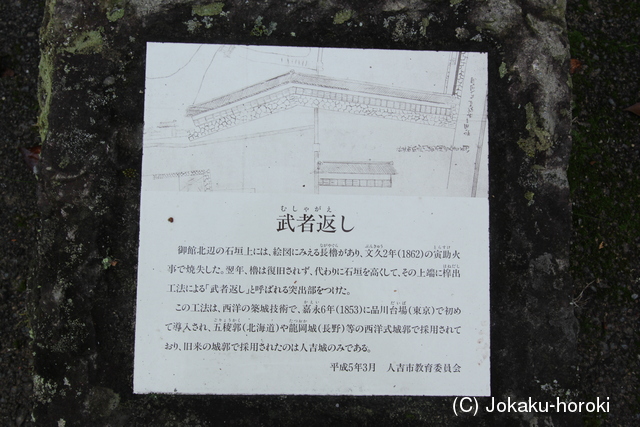 むしゃがえ
武者返し
御館北辺の石垣上には、絵図にみえる長櫓があり、文久2年(1862)の寅助火
事で焼失した。翌年、櫓は復旧されず、代わりに石垣を高くして、その上端に槹出
工法による「武者返し」と呼ばれる突出部をつけた。
この工法は、西洋の築城技術で、嘉永6年(1853)に品川台場(東京)で初め
て導入され、五稜郭(北海道)や龍岡城(長野)等の西洋式城郭で採用されて
おり、旧来の城郭で採用されたのは人吉城のみである。
平成5年3月 人吉市教育委員会
(C) Jokaku-horoki